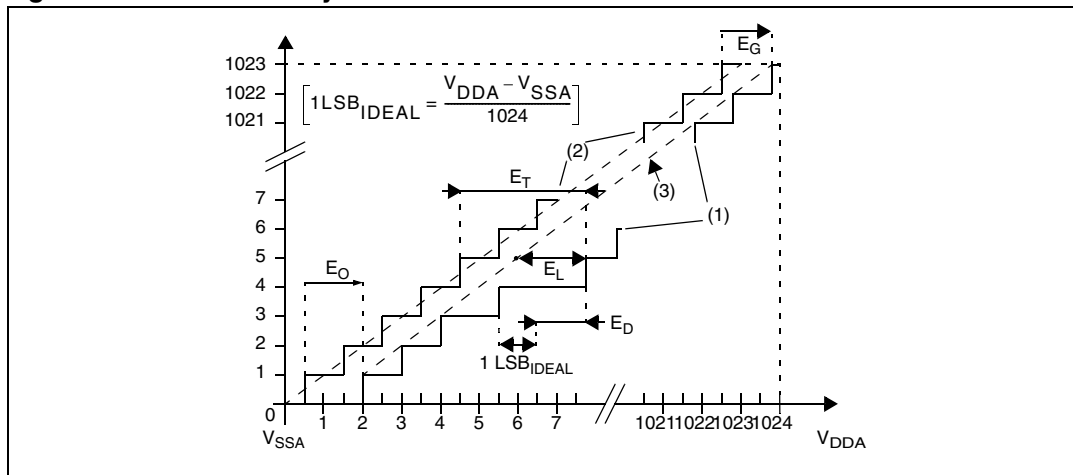 E_G
1023
1022
1021
[1LSB_IDEAL = (V_DDA – V_SSA) / 1024]
(2)
E_T
(3)
(1)
7
6
5
4
3
2
1
0
E_O
E_L
E_D
1 LSB_IDEAL
1 2 3 4 5 6 7 1021 1022 1023 1024
V_SSA
V_DDA